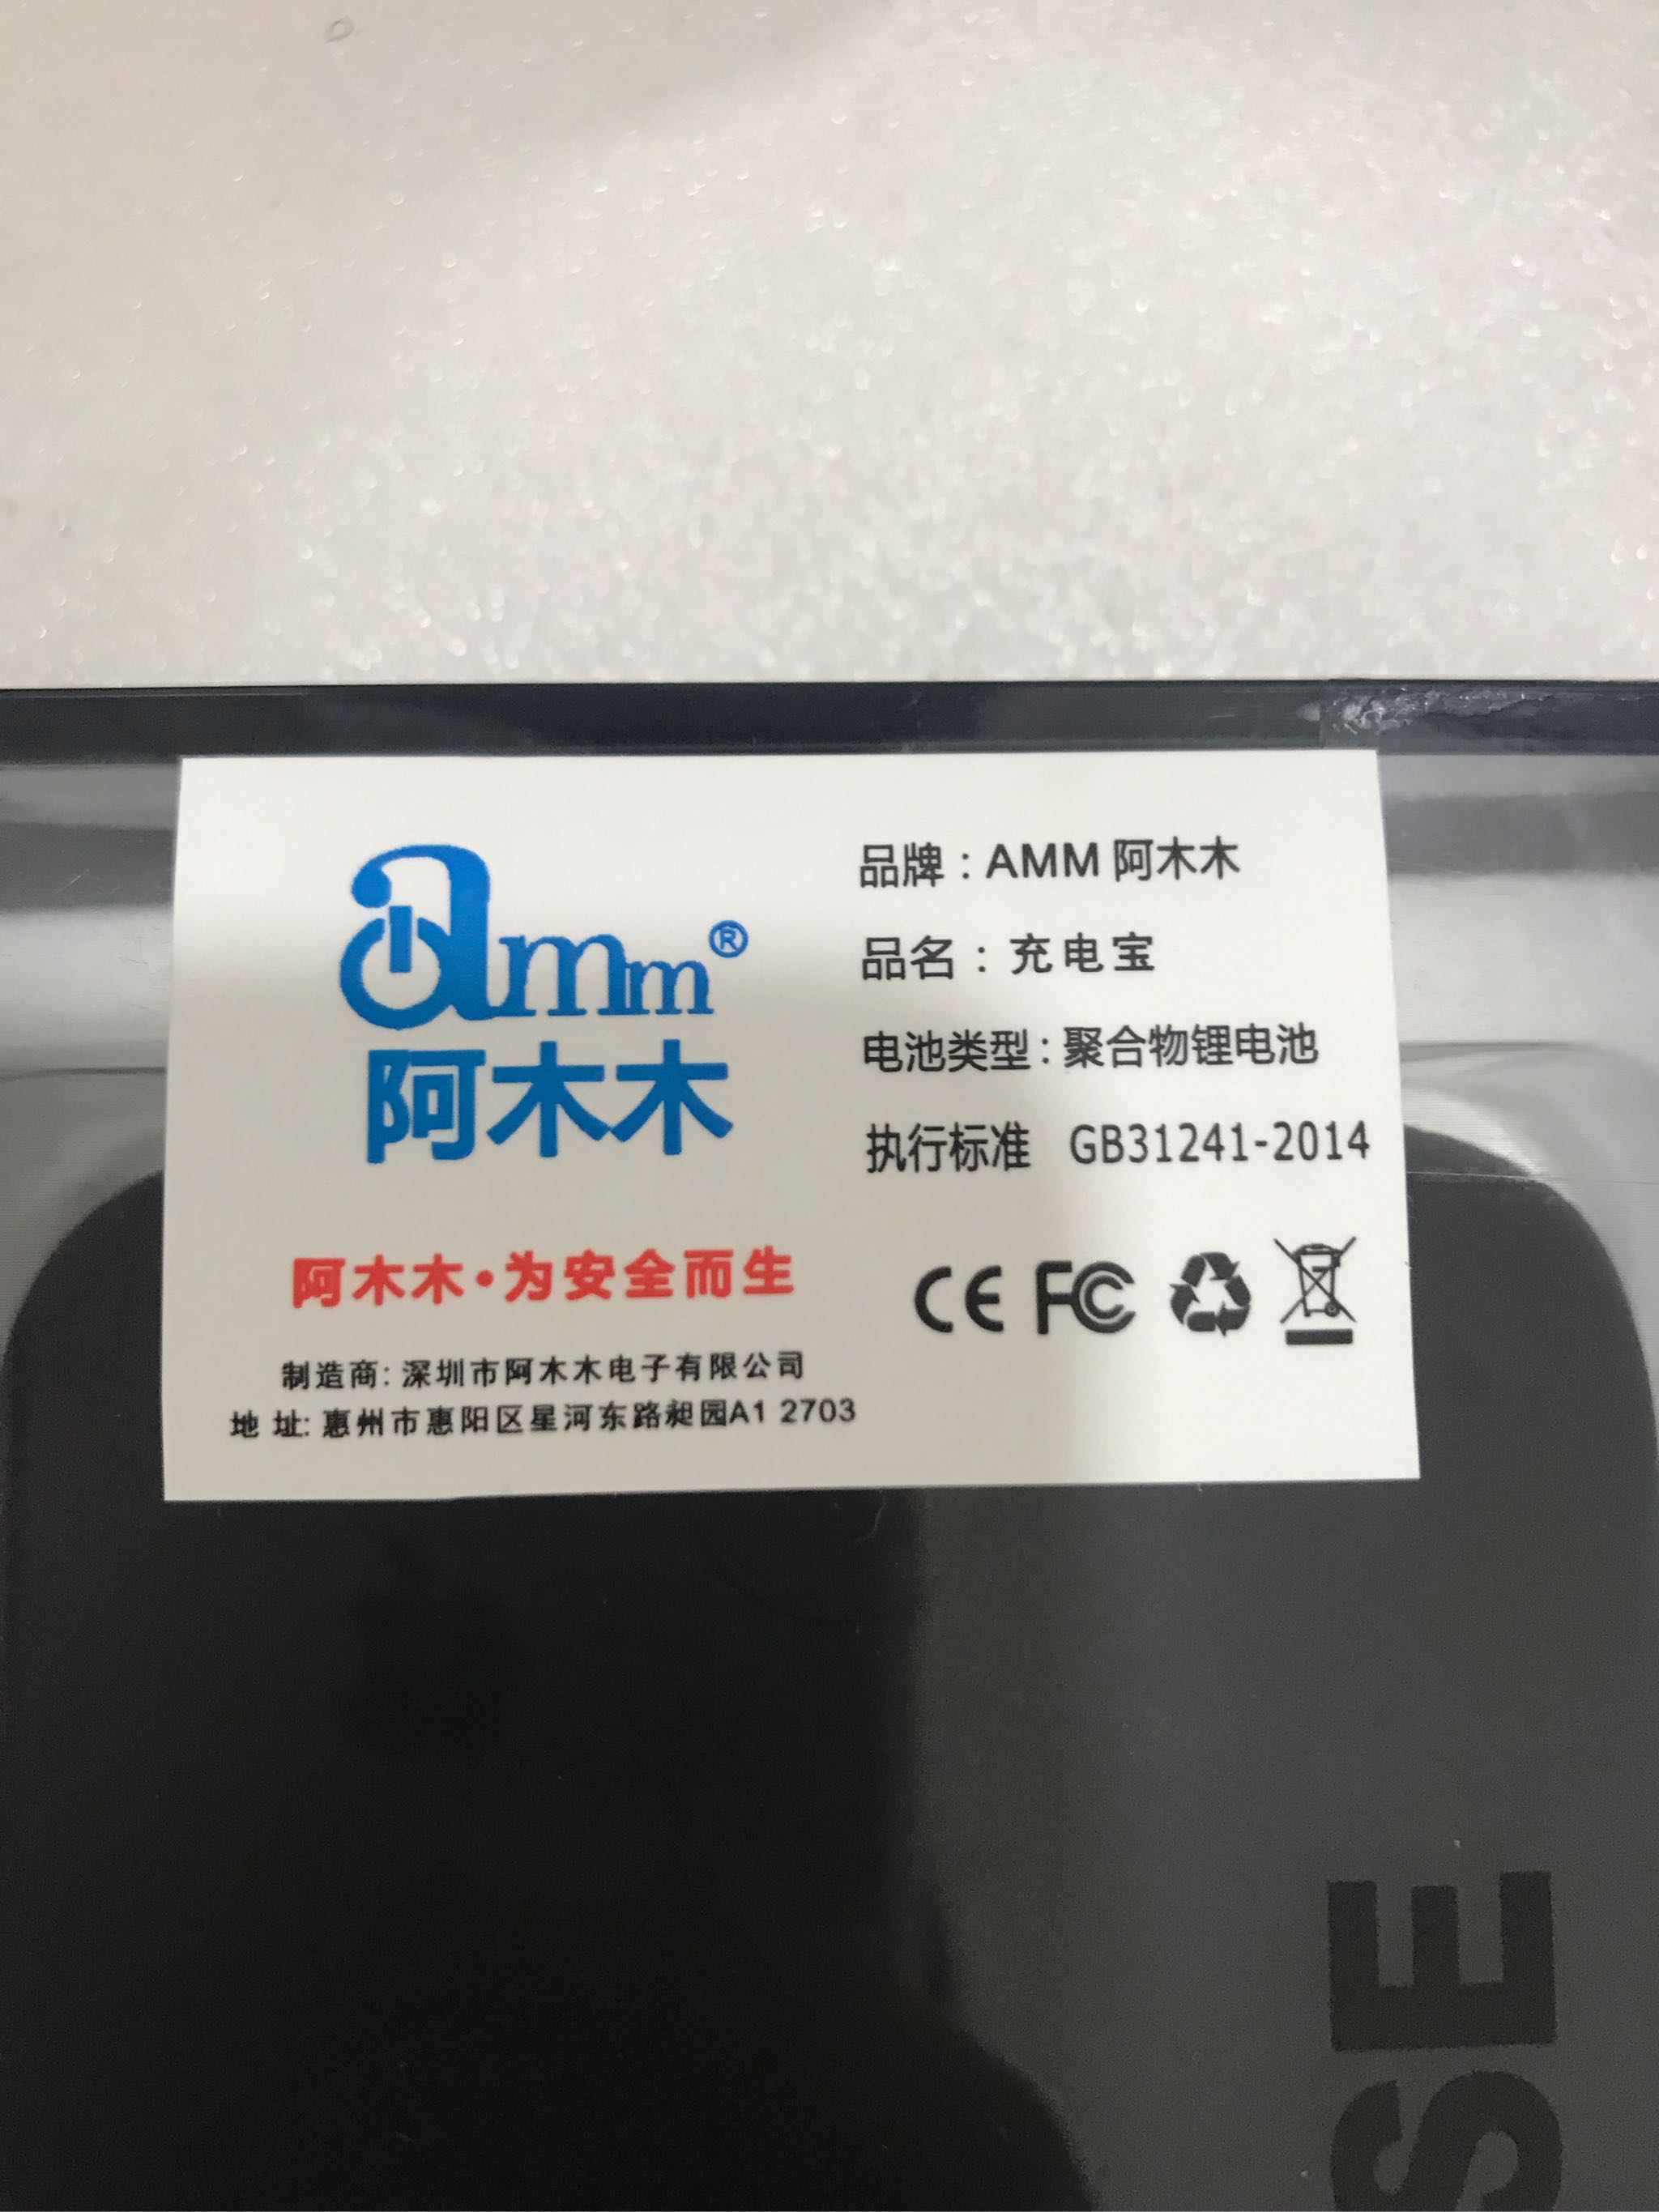 amm®
阿木木
阿木木·为安全而生
制造商: 深圳市阿木木电子有限公司
地 址: 惠州市惠阳区星河东路昶园A1 2703
品牌：AMM 阿木木
品名：充电宝
电池类型：聚合物锂电池
执行标准 GB31241-2014
CE FC
SE